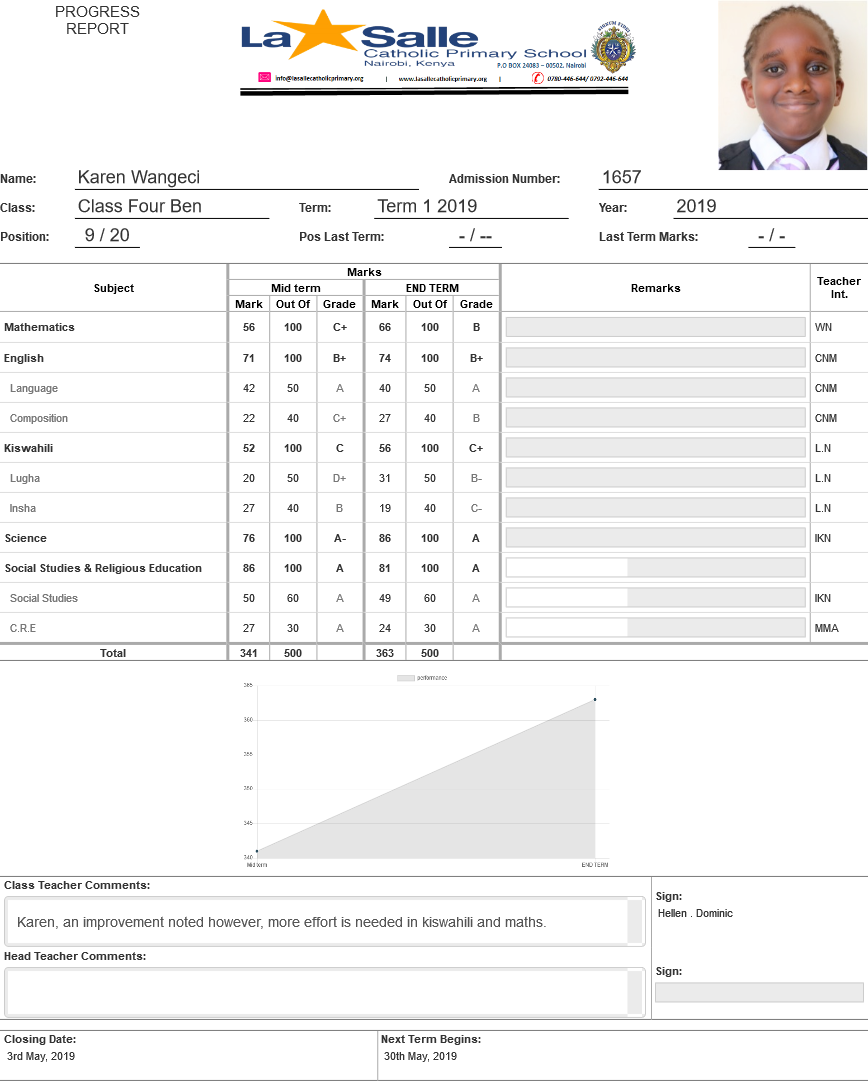 PROGRESS
REPORT
La Salle
Catholic Primary School
Nairobi, Kenya
P.O BOX 24083 – 00502, Nairobi
info@lasallecatholicprimary.org | www.lasallecatholicprimary.org | 0780-446-644/ 0792-446-644
Name: Karen Wangeci Admission Number: 1657
Class: Class Four Ben Term: Term 1 2019 Year: 2019
Position: 9 / 20 Pos Last Term: - / -- Last Term Marks: - / -
Subject Marks Remarks Teacher Int.
Mid term END TERM
Mark Out Of Grade Mark Out Of Grade
Mathematics 56 100 C+ 66 100 B WN
English 71 100 B+ 74 100 B+ CNM
Language 42 50 A 40 50 A CNM
Composition 22 40 C+ 27 40 B CNM
Kiswahili 52 100 C 56 100 C+ L.N
Lugha 20 50 D+ 31 50 B- L.N
Insha 27 40 B 19 40 C- L.N
Science 76 100 A- 86 100 A IKN
Social Studies & Religious Education 86 100 A 81 100 A
Social Studies 50 60 A 49 60 A IKN
C.R.E 27 30 A 24 30 A MMA
Total 341 500 363 500
performance
365
360
355
350
345
340
Mid term END TERM
Class Teacher Comments:
Karen, an improvement noted however, more effort is needed in kiswahili and maths.
Sign:
Hellen . Dominic
Head Teacher Comments:
Sign:
Closing Date: Next Term Begins:
3rd May, 2019 30th May, 2019